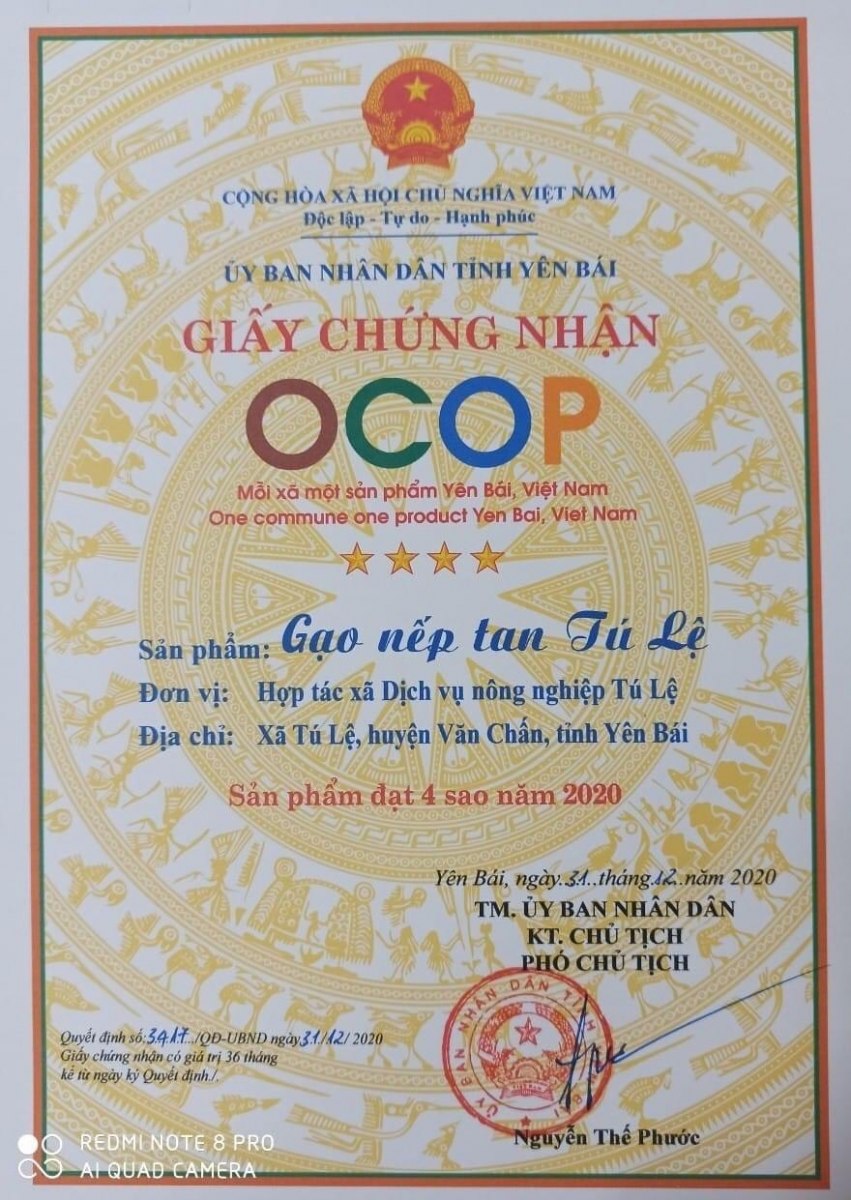 CỘNG HÒA XÃ HỘI CHỦ NGHĨA VIỆT NAM
Độc lập - Tự do - Hạnh phúc
ỦY BAN NHÂN DÂN TỈNH YÊN BÁI
GIẤY CHỨNG NHẬN
OCOP
Mỗi xã một sản phẩm Yên Bái, Việt Nam
One commune one product Yen Bai, Viet Nam
Sản phẩm: Gạo nếp tan Tú Lệ
Đơn vị: Hợp tác xã Dịch vụ nông nghiệp Tú Lệ
Địa chỉ: Xã Tú Lệ, huyện Văn Chấn, tỉnh Yên Bái
Sản phẩm đạt 4 sao năm 2020
Yên Bái, ngày..31..tháng.12..năm 2020
TM. ỦY BAN NHÂN DÂN
KT. CHỦ TỊCH
PHÓ CHỦ TỊCH
ỦY BAN NHÂN DÂN TỈNH
Quyết định số:3417../QĐ-UBND ngày31/12/ 2020
Giấy chứng nhận có giá trị 36 tháng
kể từ ngày ký Quyết định./.
Nguyễn Thế Phước
REDMI NOTE 8 PRO
AI QUAD CAMERA